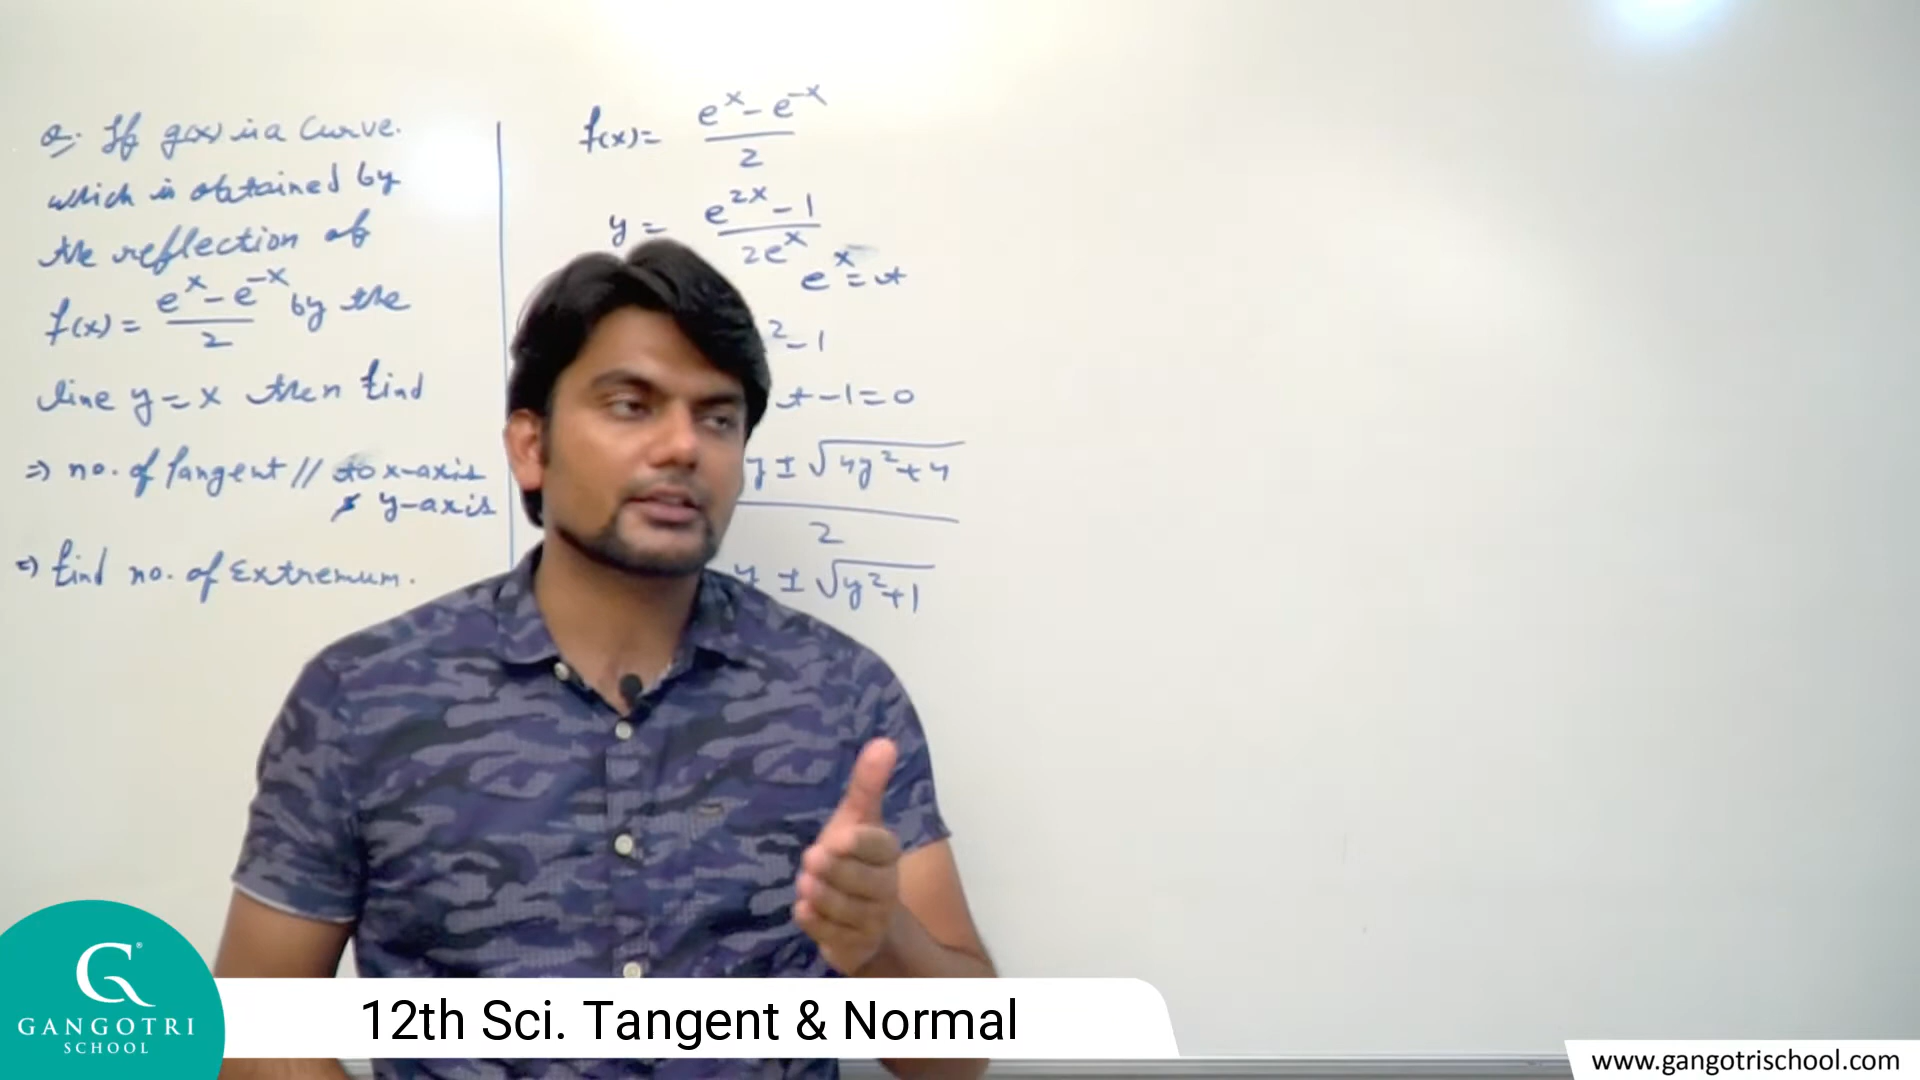 Q. If g(x) is a Curve.
which is obtained by
the reflection of
f(x) = e^x - e^-x / 2 by the
line y = x then find
=> no. of Tangent // to x-axis
& y-axis
=> find no. of Extremum.
f(x) = e^x - e^-x / 2
y = e^2x - 1 / 2e^x
e^x = t
2 - 1
t - 1 = 0
y ± √4y^2 + 4
2
y ± √y^2 + 1
G®
GANGOTRI
SCHOOL
12th Sci. Tangent & Normal
www.gangotrischool.com